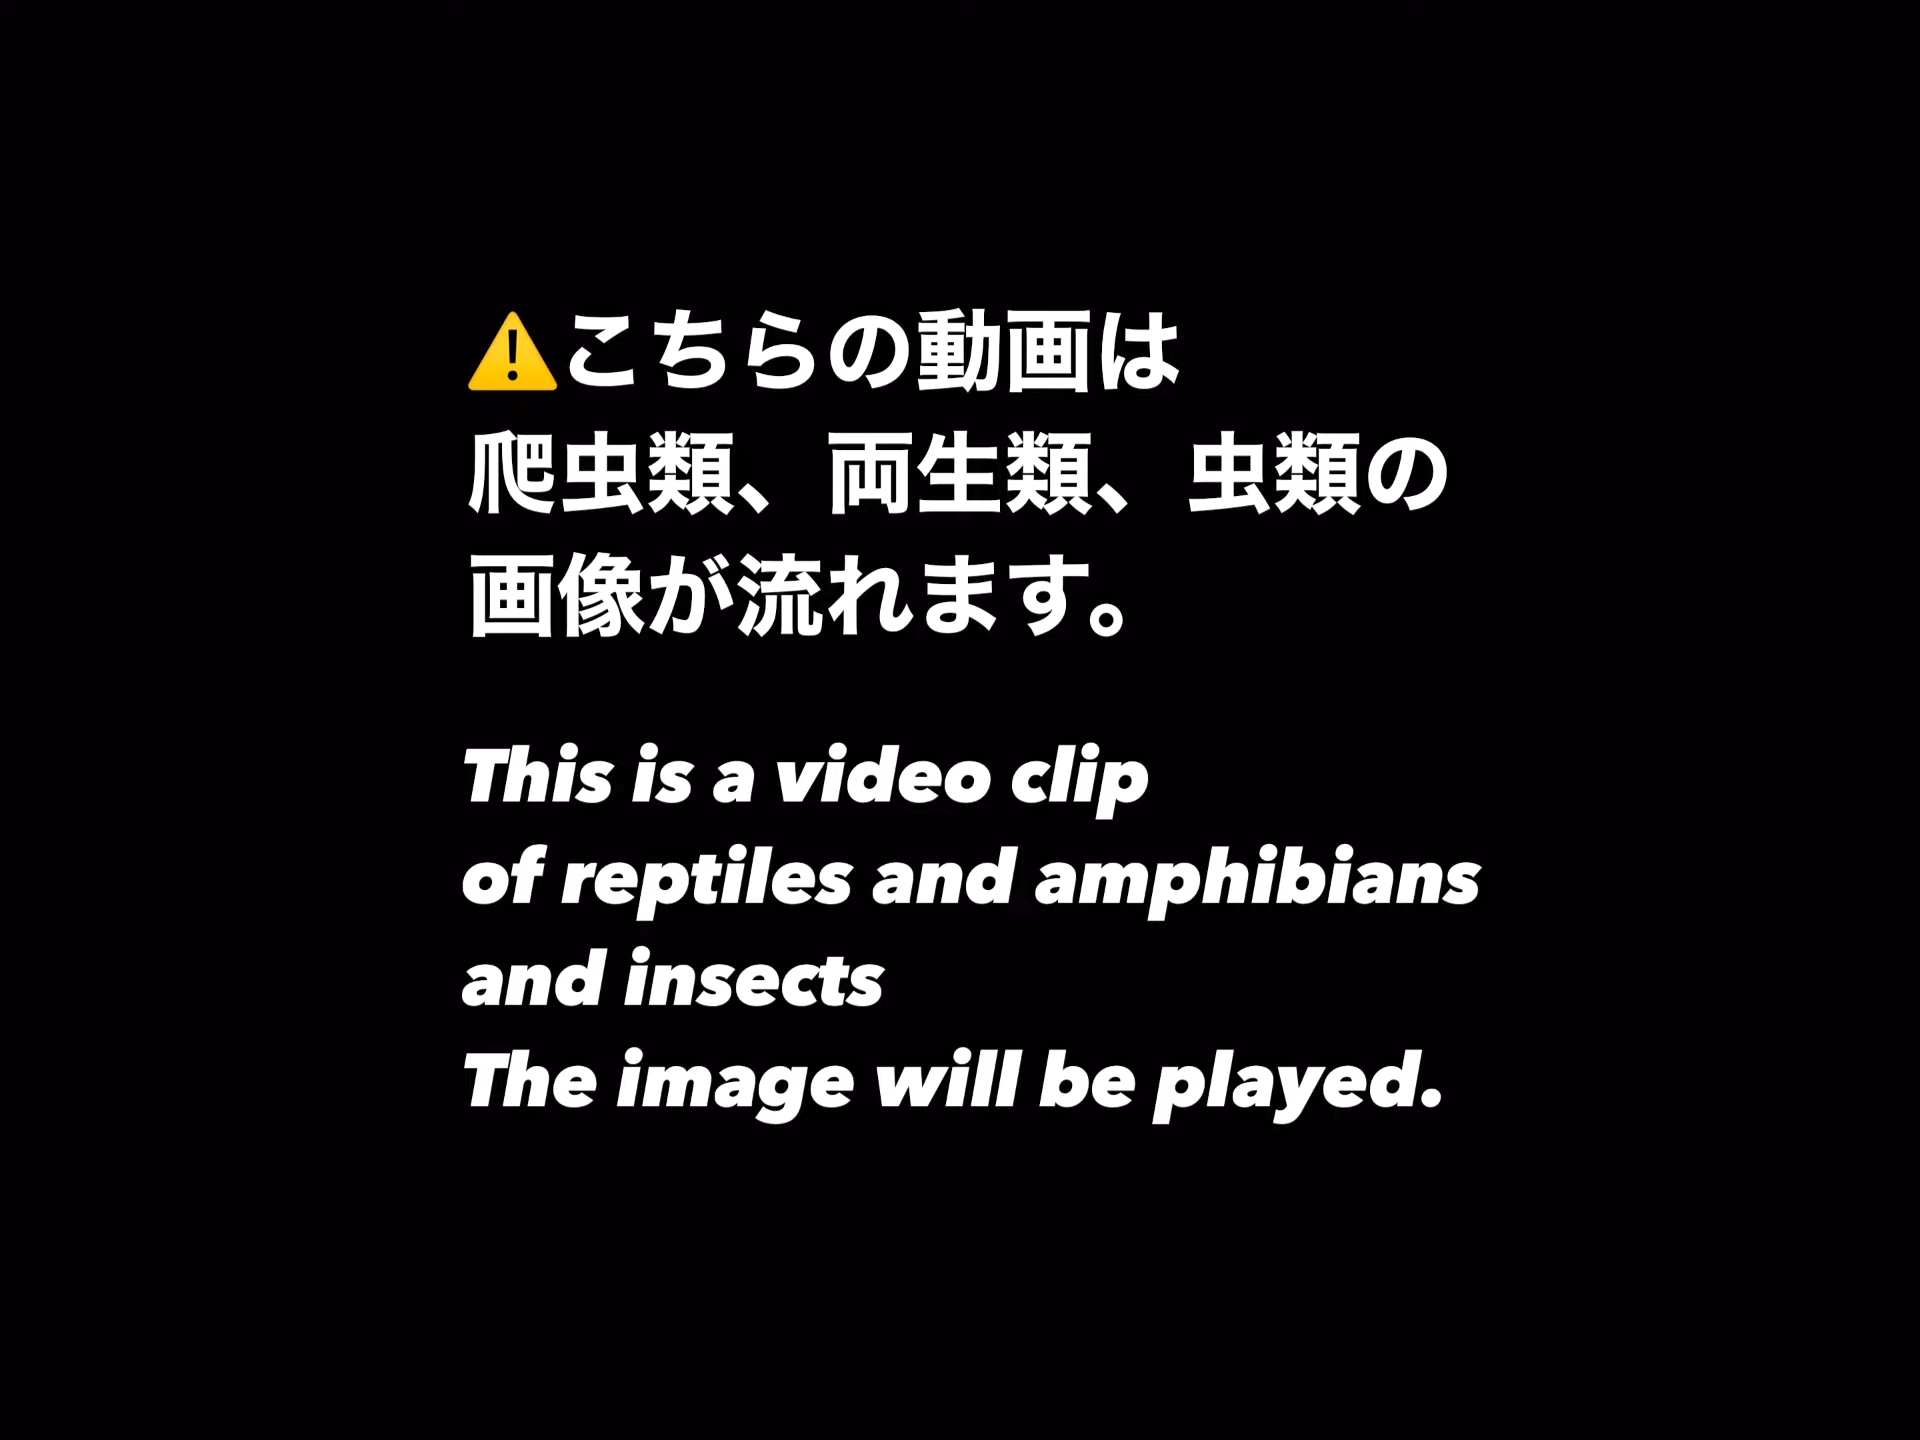 ⚠️こちらの動画は
爬虫類、両生類、虫類の
画像が流れます。
This is a video clip
of reptiles and amphibians
and insects
The image will be played.